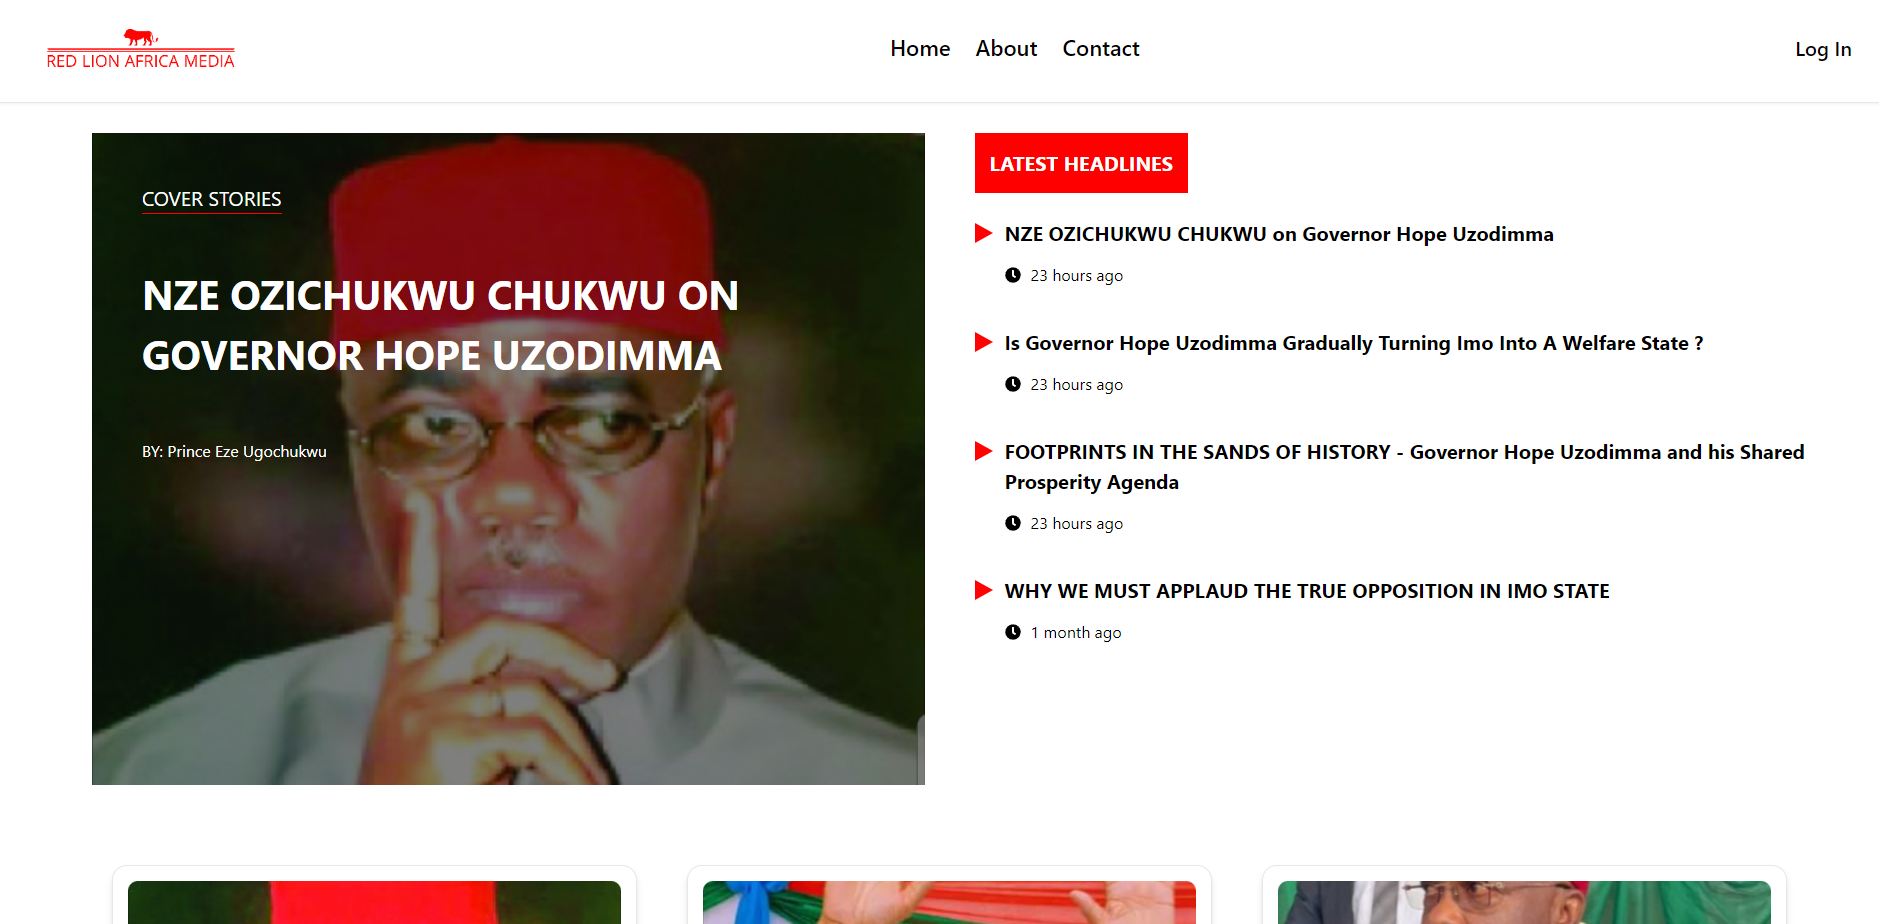 RED LION AFRICA MEDIA
Home
About
Contact
Log In
COVER STORIES
NZE OZICHUKWU CHUKWU ON
GOVERNOR HOPE UZODIMMA
BY: Prince Eze Ugochukwu
LATEST HEADLINES
NZE OZICHUKWU CHUKWU on Governor Hope Uzodimma
23 hours ago
Is Governor Hope Uzodimma Gradually Turning Imo Into A Welfare State ?
23 hours ago
FOOTPRINTS IN THE SANDS OF HISTORY - Governor Hope Uzodimma and his Shared
Prosperity Agenda
23 hours ago
WHY WE MUST APPLAUD THE TRUE OPPOSITION IN IMO STATE
1 month ago